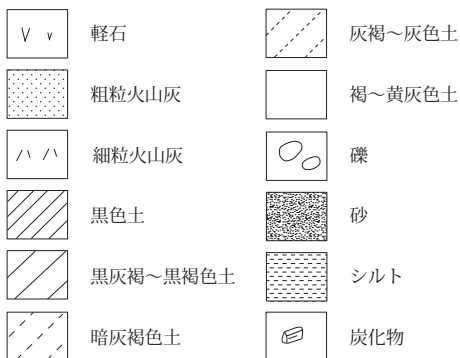 軽石
粗粒火山灰
細粒火山灰
黒色土
黒灰褐～黒褐色土
暗灰褐色土
灰褐～灰色土
褐～黄灰色土
礫
砂
シルト
炭化物